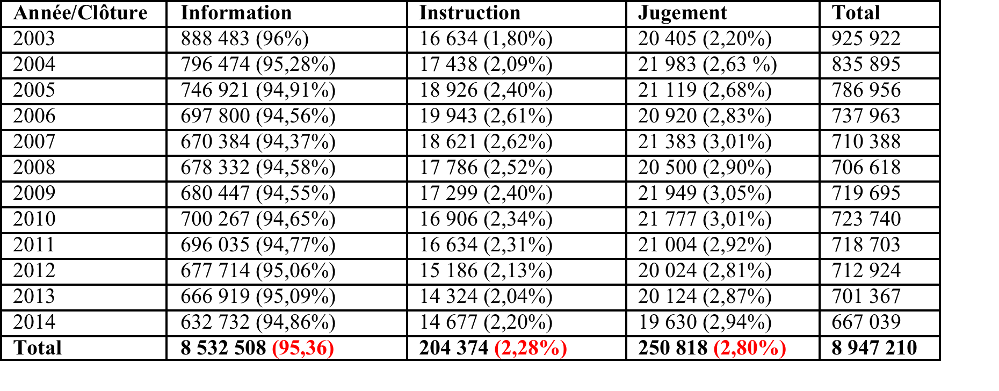 Année/Clôture Information Instruction Jugement Total
2003 888 483 (96%) 16 634 (1,80%) 20 405 (2,20%) 925 922
2004 796 474 (95,28%) 17 438 (2,09%) 21 983 (2,63 %) 835 895
2005 746 921 (94,91%) 18 926 (2,40%) 21 119 (2,68%) 786 956
2006 697 800 (94,56%) 19 943 (2,61%) 20 920 (2,83%) 737 963
2007 670 384 (94,37%) 18 621 (2,62%) 21 383 (3,01%) 710 388
2008 678 332 (94,58%) 17 786 (2,52%) 20 500 (2,90%) 706 618
2009 680 447 (94,55%) 17 299 (2,40%) 21 949 (3,05%) 719 695
2010 700 267 (94,65%) 16 906 (2,34%) 21 777 (3,01%) 723 740
2011 696 035 (94,77%) 16 634 (2,31%) 21 004 (2,92%) 718 703
2012 677 714 (95,06%) 15 186 (2,13%) 20 024 (2,81%) 712 924
2013 666 919 (95,09%) 14 324 (2,04%) 20 124 (2,87%) 701 367
2014 632 732 (94,86%) 14 677 (2,20%) 19 630 (2,94%) 667 039
Total 8 532 508 (95,36) 204 374 (2,28%) 250 818 (2,80%) 8 947 210